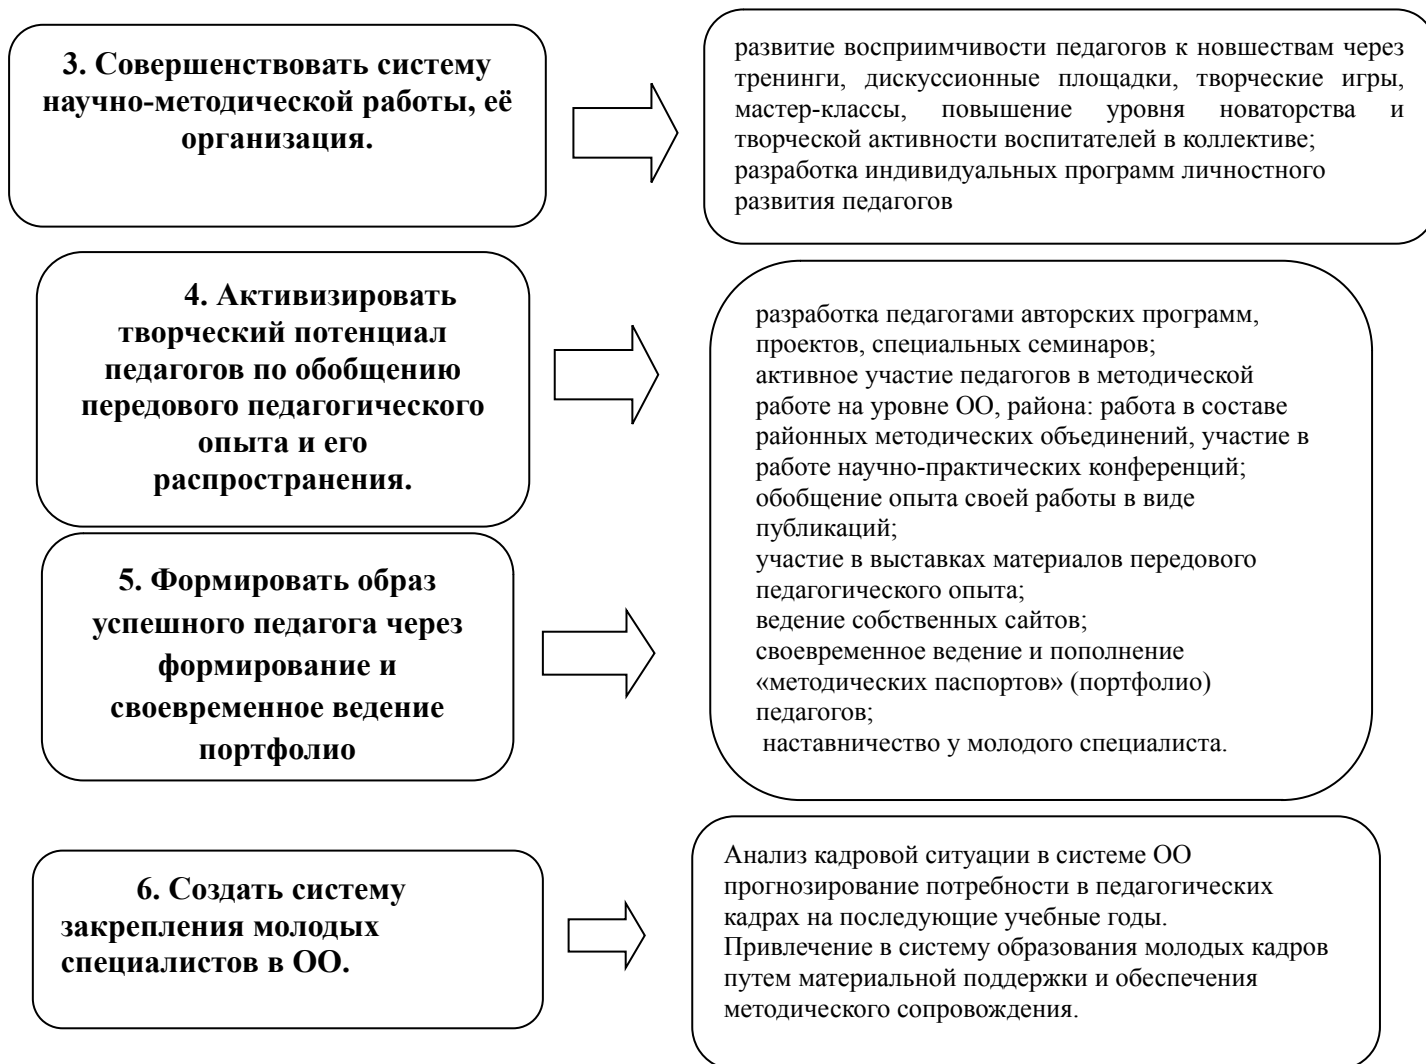 3. Совершенствовать систему
научно-методической работы, её
организация.
развитие восприимчивости педагогов к новшествам через
тренинги, дискуссионные площадки, творческие игры,
мастер-классы, повышение уровня новаторства и
творческой активности воспитателей в коллективе;
разработка индивидуальных программ личностного
развития педагогов
4. Активизировать
творческий потенциал
педагогов по обобщению
передового педагогического
опыта и его
распространения.
5. Формировать образ
успешного педагога через
формирование и
своевременное ведение
портфолио
разработка педагогами авторских программ,
проектов, специальных семинаров;
активное участие педагогов в методической
работе на уровне ОО, района: работа в составе
районных методических объединений, участие в
работе научно-практических конференций;
обобщение опыта своей работы в виде
публикаций;
участие в выставках материалов передового
педагогического опыта;
ведение собственных сайтов;
своевременное ведение и пополнение
«методических паспортов» (портфолио)
педагогов;
наставничество у молодого специалиста.
6. Создать систему
закрепления молодых
специалистов в ОО.
Анализ кадровой ситуации в системе ОО
прогнозирование потребности в педагогических
кадрах на последующие учебные годы.
Привлечение в систему образования молодых кадров
путем материальной поддержки и обеспечения
методического сопровождения.